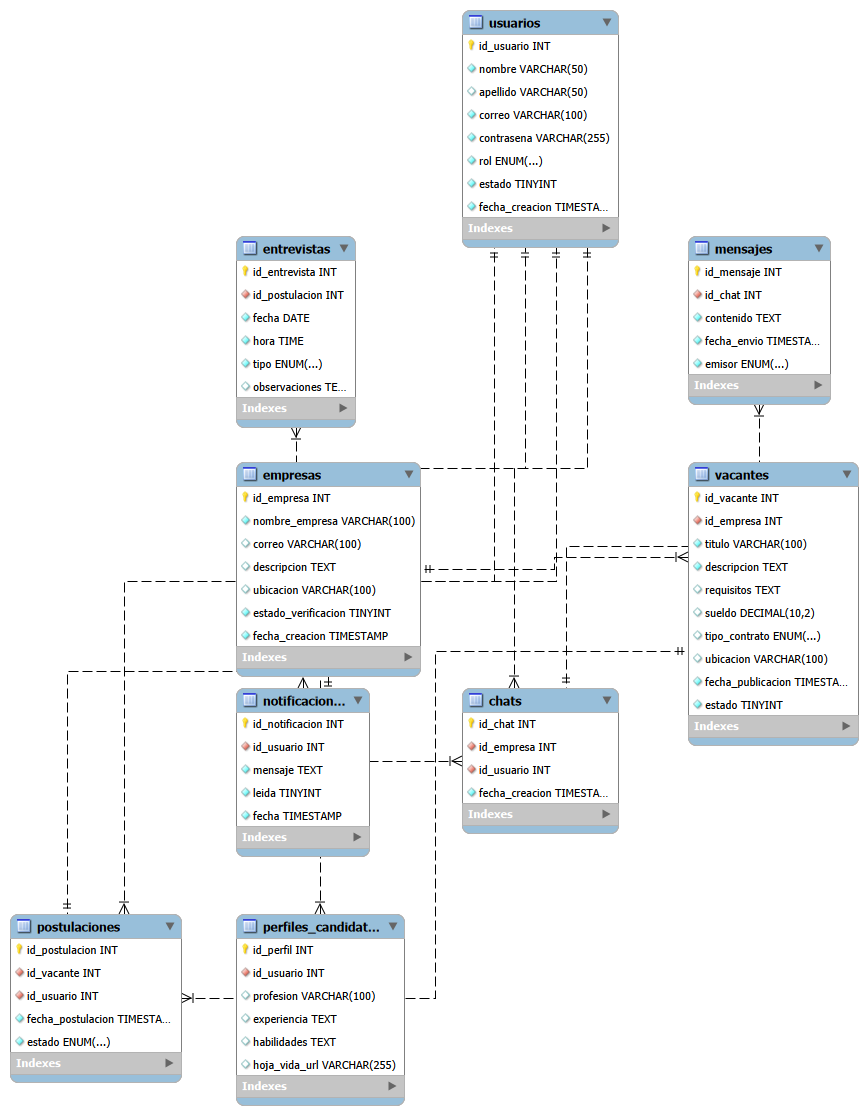 usuarios
id_usuario INT
nombre VARCHAR(50)
apellido VARCHAR(50)
correo VARCHAR(100)
contrasena VARCHAR(255)
rol ENUM(...)
estado TINYINT
fecha_creacion TIMESTA...
Indexes
entrevistas
id_entrevista INT
id_postulacion INT
fecha DATE
hora TIME
tipo ENUM(...)
observaciones TE...
Indexes
mensajes
id_mensaje INT
id_chat INT
contenido TEXT
fecha_envio TIMESTA...
emisor ENUM(...)
Indexes
empresas
id_empresa INT
nombre_empresa VARCHAR(100)
correo VARCHAR(100)
descripcion TEXT
ubicacion VARCHAR(100)
estado_verificacion TINYINT
fecha_creacion TIMESTAMP
Indexes
vacantes
id_vacante INT
id_empresa INT
titulo VARCHAR(100)
descripcion TEXT
requisitos TEXT
sueldo DECIMAL(10,2)
tipo_contrato ENUM(...)
ubicacion VARCHAR(100)
fecha_publicacion TIMESTA...
estado TINYINT
Indexes
notificacion...
id_notificacion INT
id_usuario INT
mensaje TEXT
leida TINYINT
fecha TIMESTAMP
Indexes
chats
id_chat INT
id_empresa INT
id_usuario INT
fecha_creacion TIMESTA...
Indexes
postulaciones
id_postulacion INT
id_vacante INT
id_usuario INT
fecha_postulacion TIMESTA...
estado ENUM(...)
Indexes
perfiles_candidat...
id_perfil INT
id_usuario INT
profesion VARCHAR(100)
experiencia TEXT
habilidades TEXT
hoja_vida_url VARCHAR(255)
Indexes